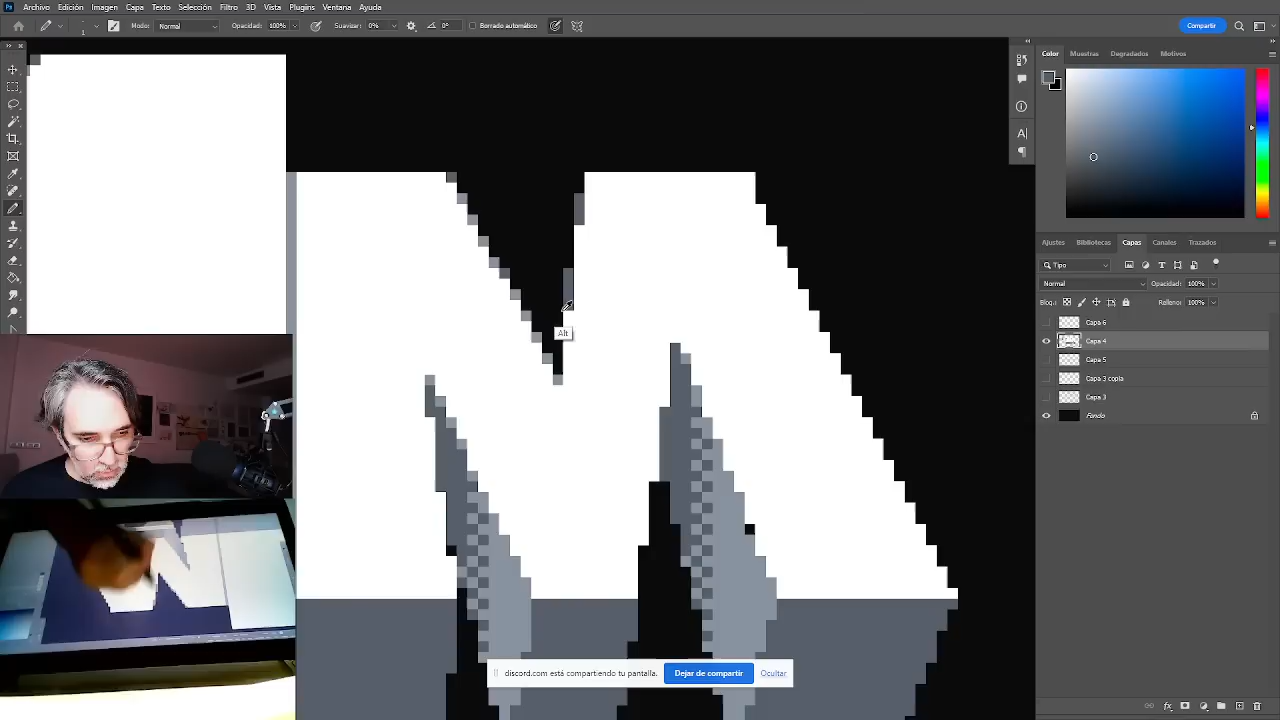 Ps Archivo Edición Imagen Capa Texto Selección Filtro 3D Vista Plugins Ventana Ayuda
1 Modo: Normal Opacidad: 100% Suavizar: 0% 0° Borrado automático Compartir
Color Muestras Degradados Motivos
Alt
Ajustes Bibliotecas Capas Canales Trazados
Tipo
Normal Opacidad: 100%
Bloq.: Relleno: 100%
Capa 6
Capa 4
Capa 5
Capa 3 copia
Capa 3
Fondo
discord.com está compartiendo tu pantalla. Dejar de compartir Ocultar